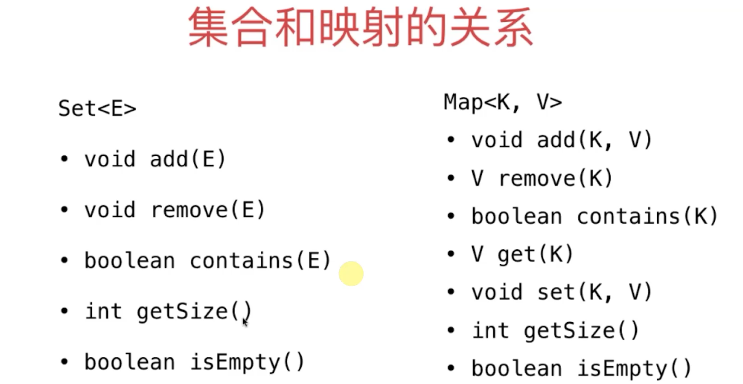 集合和映射的关系
Set<E>
• void add(E)
• void remove(E)
• boolean contains(E)
• int getSize()
• boolean isEmpty()
Map<K, V>
• void add(K, V)
• V remove(K)
• boolean contains(K)
• V get(K)
• void set(K, V)
• int getSize()
• boolean isEmpty()